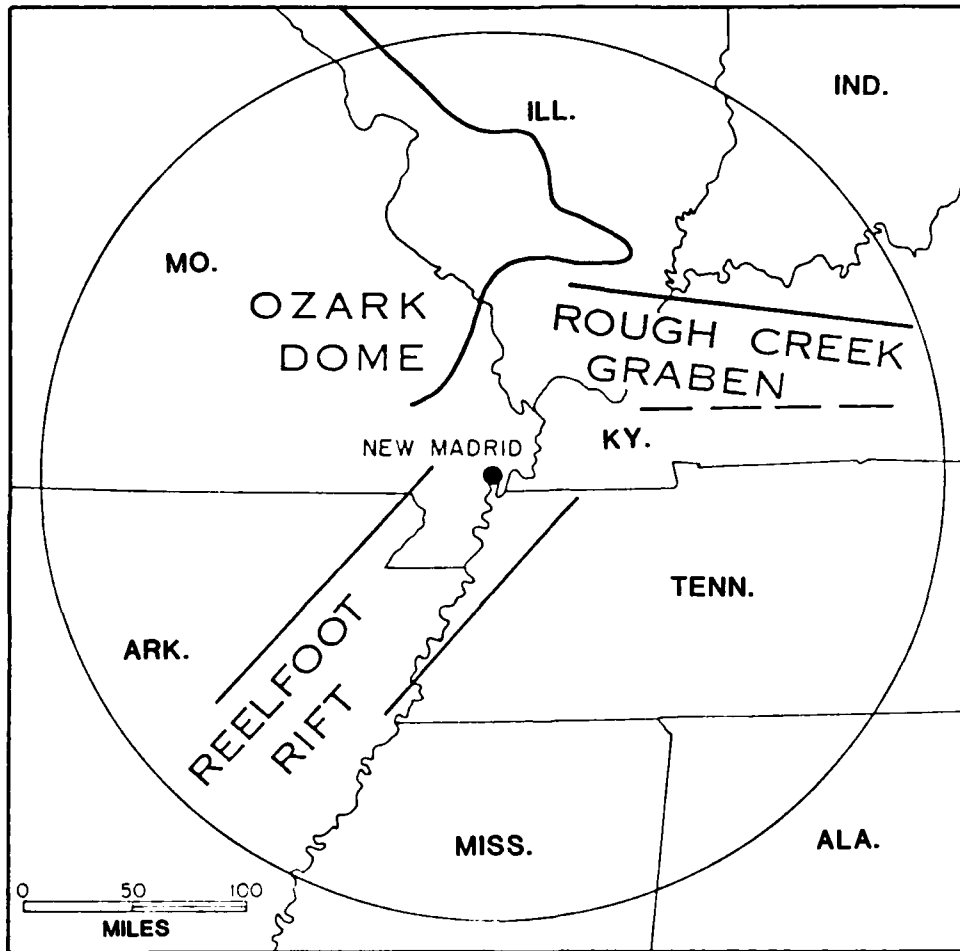 IND.
ILL.
MO.
OZARK
DOME
ROUGH CREEK
GRABEN
KY.
NEW MADRID
TENN.
ARK.
REELFOOT
RIFT
MISS.
ALA.
0 50 100
MILES